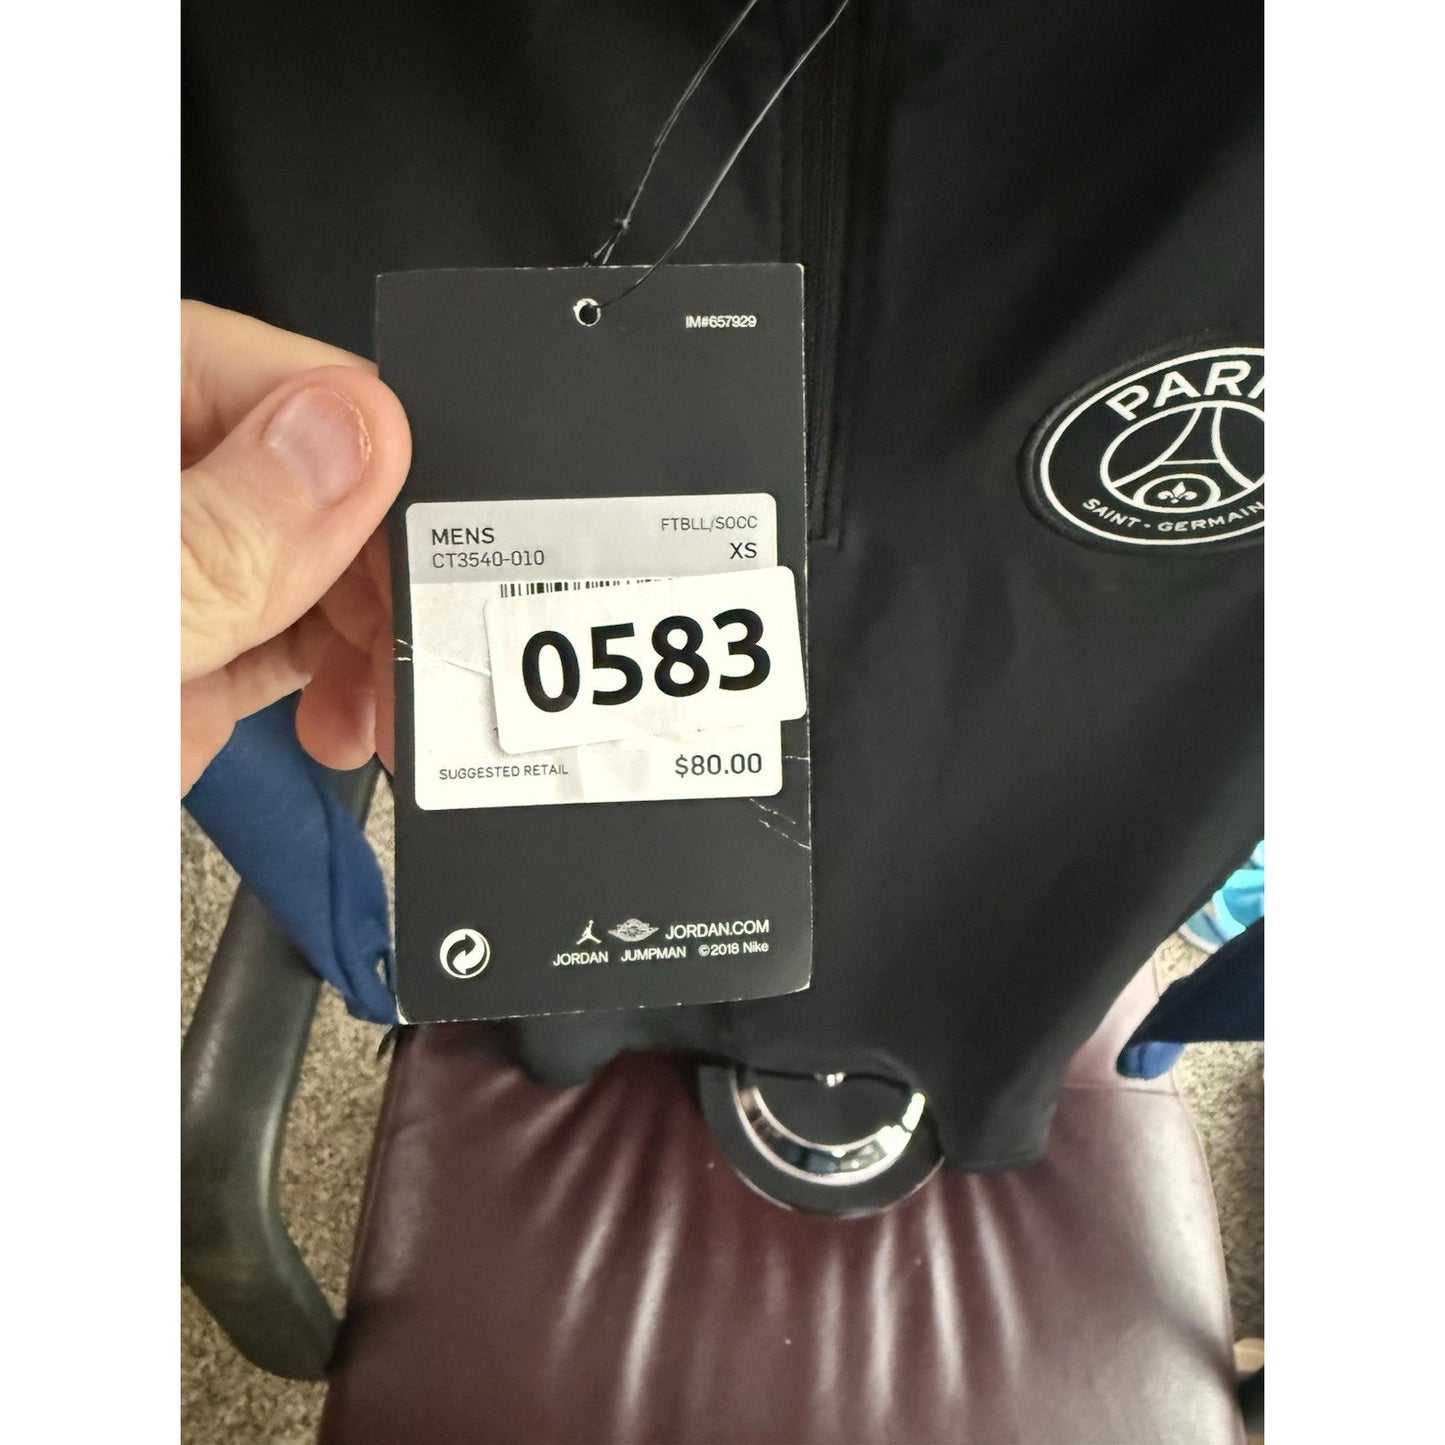 IM#657929
PARI
SAINT - GERMAIN
MENS
FTBLL/SOCC
CT3540-010
XS
0583
SUGGESTED RETAIL
$80.00
JORDAN.COM
JORDAN JUMPMAN ©2018 Nike